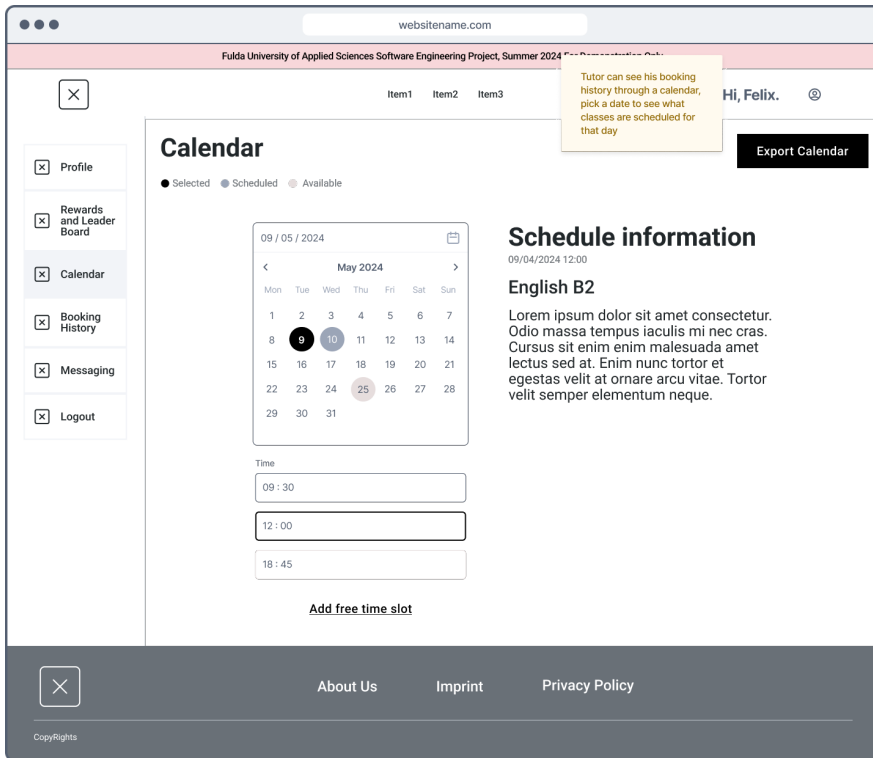 websitename.com
Fulda University of Applied Sciences Software Engineering Project, Summer 2024 For Demonstration Only
Tutor can see his booking
history through a calendar,
pick a date to see what
classes are scheduled for
that day
Item1 Item2 Item3
Hi, Felix.
Profile
Rewards
and Leader
Board
Calendar
Booking
History
Messaging
Logout
Calendar
Export Calendar
Selected Scheduled Available
09 / 05 / 2024
May 2024
Mon Tue Wed Thu Fri Sat Sun
1 2 3 4 5 6 7
8 9 10 11 12 13 14
15 16 17 18 19 20 21
22 23 24 25 26 27 28
29 30 31
Time
09 : 30
12 : 00
18 : 45
Add free time slot
Schedule information
09/04/2024 12:00
English B2
Lorem ipsum dolor sit amet consectetur.
Odio massa tempus iaculis mi nec cras.
Cursus sit enim enim malesuada amet
lectus sed at. Enim nunc tortor et
egestas velit at ornare arcu vitae. Tortor
velit semper elementum neque.
About Us Imprint Privacy Policy
CopyRights